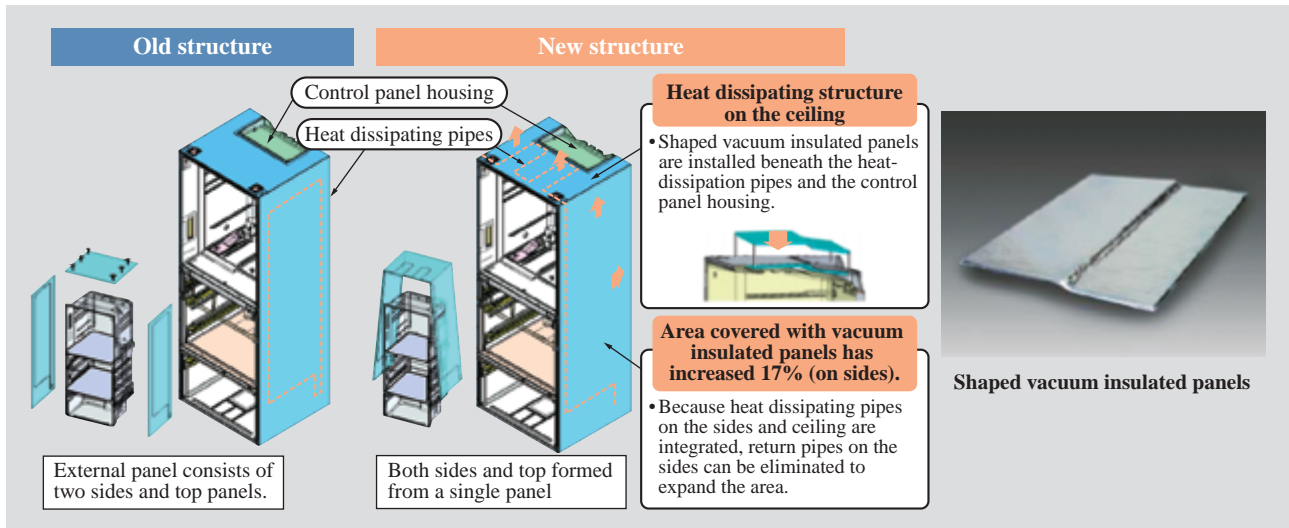 Old structure
New structure
Control panel housing
Heat dissipating pipes
External panel consists of
two sides and top panels.
Both sides and top formed
from a single panel
Heat dissipating structure
on the ceiling
•Shaped vacuum insulated panels
are installed beneath the heat-
dissipation pipes and the control
panel housing.
Area covered with vacuum
insulated panels has
increased 17% (on sides).
•Because heat dissipating pipes
on the sides and ceiling are
integrated, return pipes on the
sides can be eliminated to
expand the area.
Shaped vacuum insulated panels